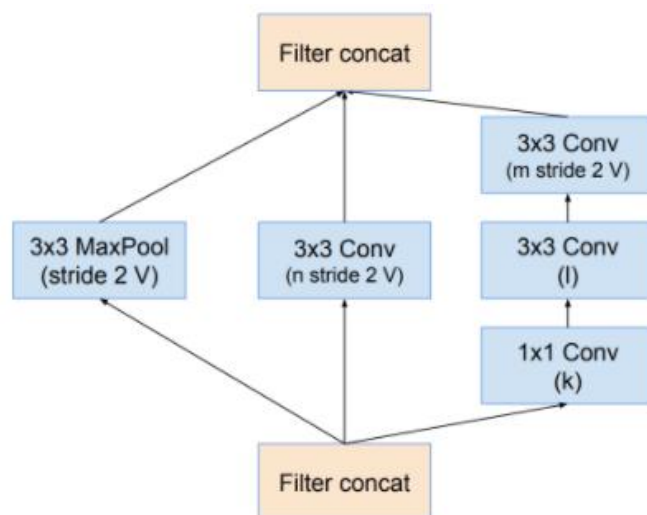 Filter concat
3x3 Conv
(m stride 2 V)
3x3 MaxPool
(stride 2 V)
3x3 Conv
(n stride 2 V)
3x3 Conv
(l)
1x1 Conv
(k)
Filter concat